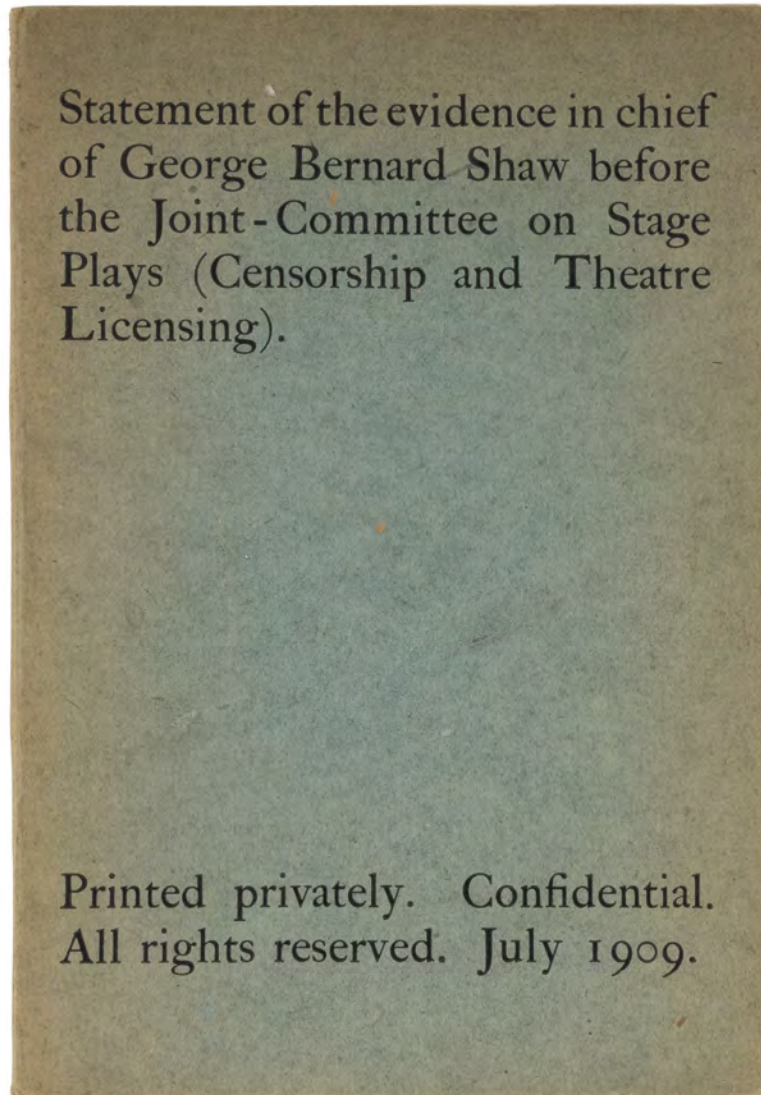 Statement of the evidence in chief
of George Bernard Shaw before
the Joint-Committee on Stage
Plays (Censorship and Theatre
Licensing).
Printed privately. Confidential.
All rights reserved. July 1909.